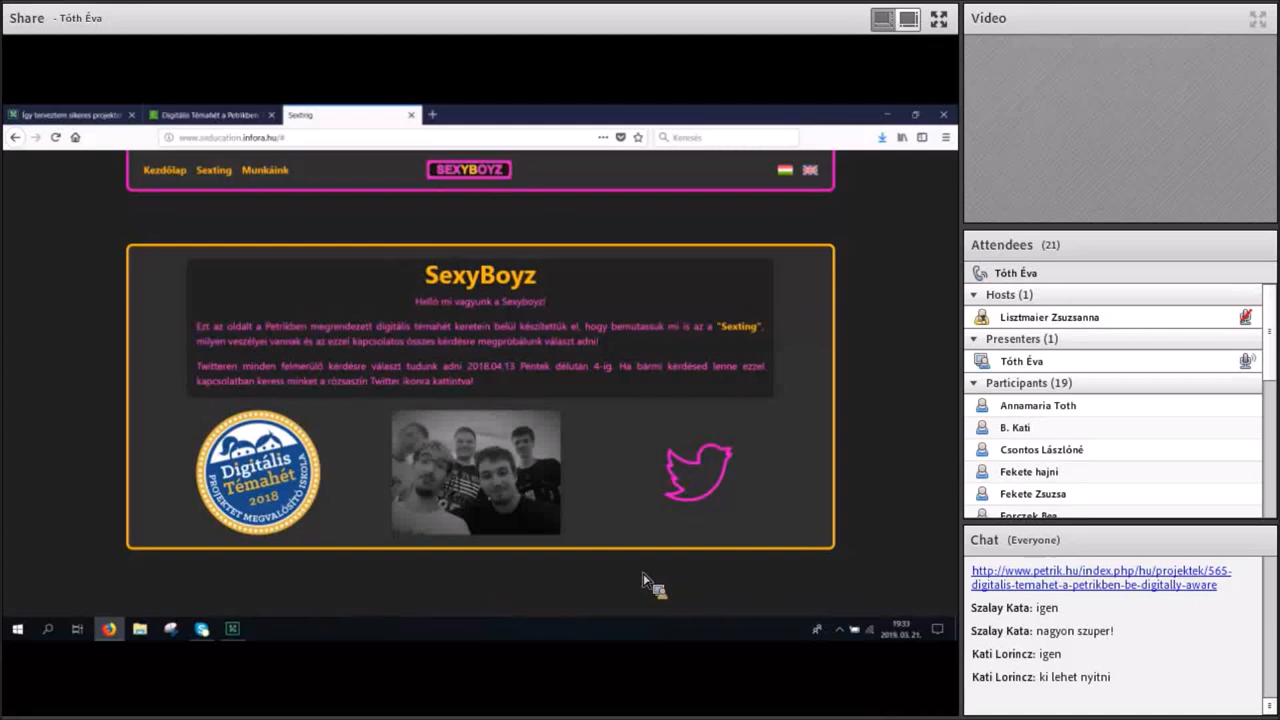 Share - Tóth Éva
Így terveztem sikeres projekte
Digitális Témahét a Petrikben
Sexting
www.seducation.infora.hu/#
Keresés
Kezdőlap Sexting Munkáink
SEXYBOYZ
SexyBoyz
Helló mi vagyunk a Sexyboyz!
Ezt az oldalt a Petrikben megrendezett digitális témahét keretein belül készítettük el, hogy bemutassuk mi is az a "Sexting",
milyen veszélyei vannak és az ezzel kapcsolatos összes kérdésre megpróbálunk választ adni!
Twitteren minden felmerülő kérdésre választ tudunk adni 2018.04.13 Péntek délután 4-ig. Ha bármi kérdésed lenne ezzel
kapcsolatban keress minket a rózsaszín Twitter ikonra kattintva!
Digitális
Témahét
2018
PROJEKTET MEGVALÓSÍTÓ ISKOLA
19:33
2019. 03. 21.
Video
Attendees (21)
Tóth Éva
Hosts (1)
Lisztmaier Zsuzsanna
Presenters (1)
Tóth Éva
Participants (19)
Annamaria Toth
B. Kati
Csontos Lászlóné
Fekete hajni
Fekete Zsuzsa
Forczek Bea
Chat (Everyone)
http://www.petrik.hu/index.php/hu/projektek/565-
digitalis-temahet-a-petrikben-be-digitally-aware
Szalay Kata: igen
Szalay Kata: nagyon szuper!
Kati Lorincz: igen
Kati Lorincz: ki lehet nyitni